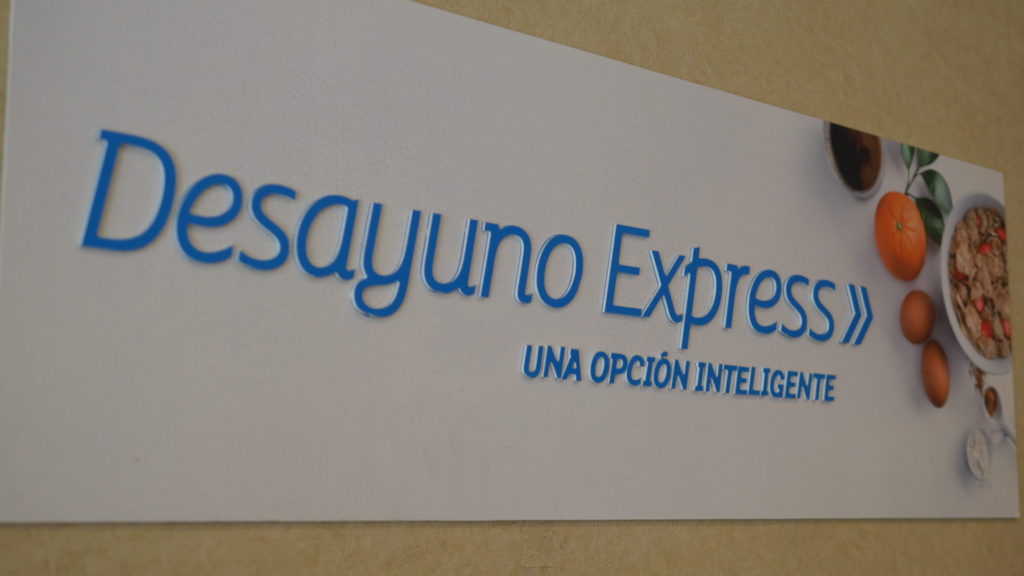 Desayuno Express»
UNA OPCIÓN INTELIGENTE